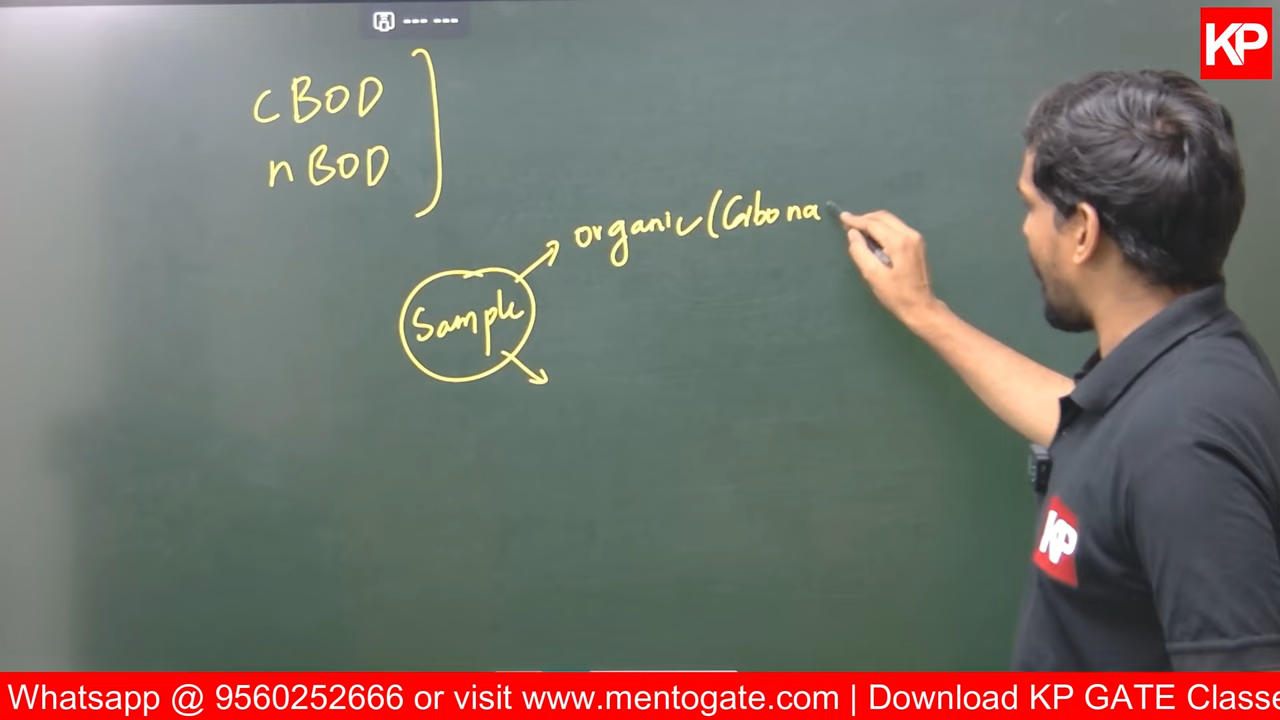 KP
CBOD
nBOD
organic (Carbona
Sample
KP
Whatsapp @ 9560252666 or visit www.mentogate.com | Download KP GATE Classe